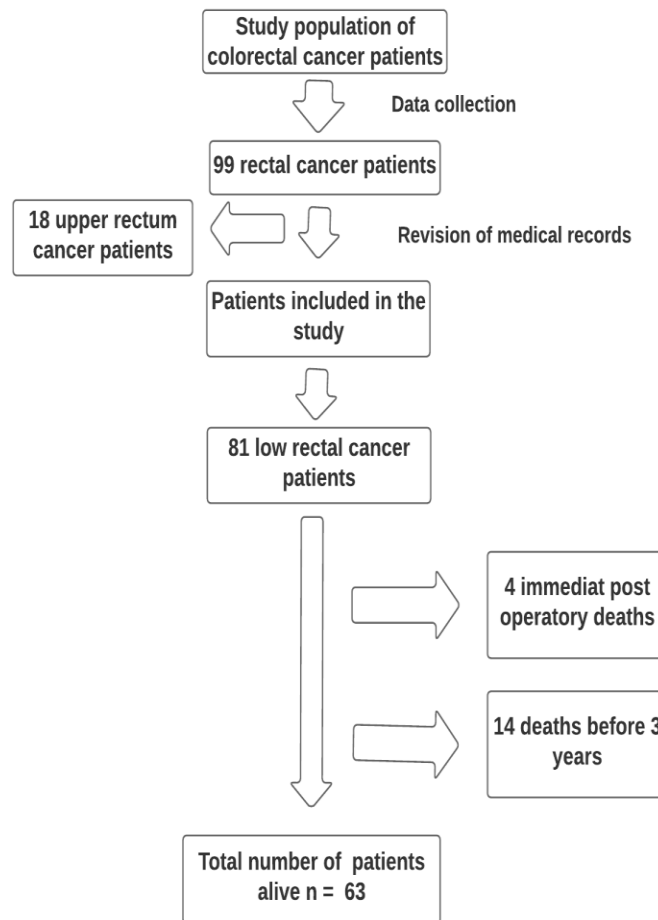 Study population of
colorectal cancer patients
Data collection
99 rectal cancer patients
18 upper rectum
cancer patients
Revision of medical records
Patients included in the
study
81 low rectal cancer
patients
4 immediat post
operatory deaths
14 deaths before 3
years
Total number of patients
alive n = 63